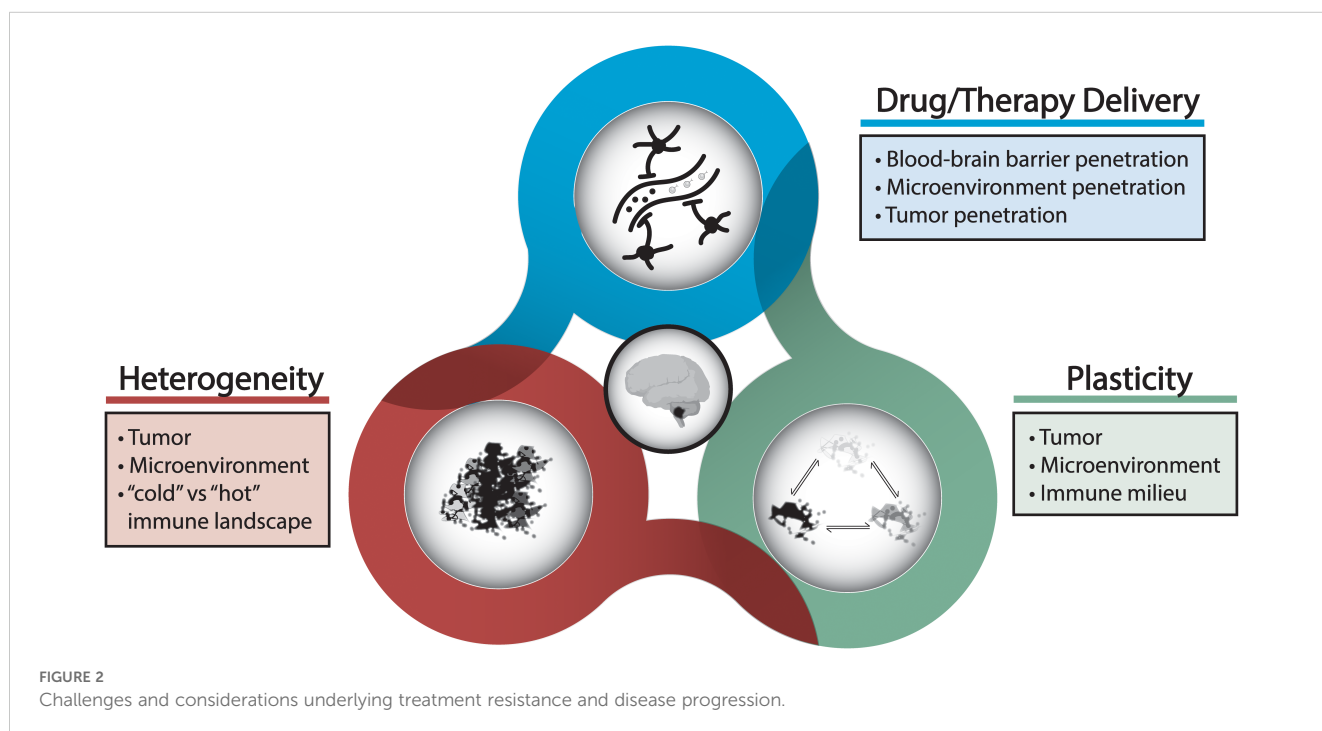 Drug/Therapy Delivery
• Blood-brain barrier penetration
• Microenvironment penetration
• Tumor penetration
Heterogeneity
• Tumor
• Microenvironment
• “cold” vs “hot”
immune landscape
Plasticity
• Tumor
• Microenvironment
• Immune milieu
FIGURE 2
Challenges and considerations underlying treatment resistance and disease progression.